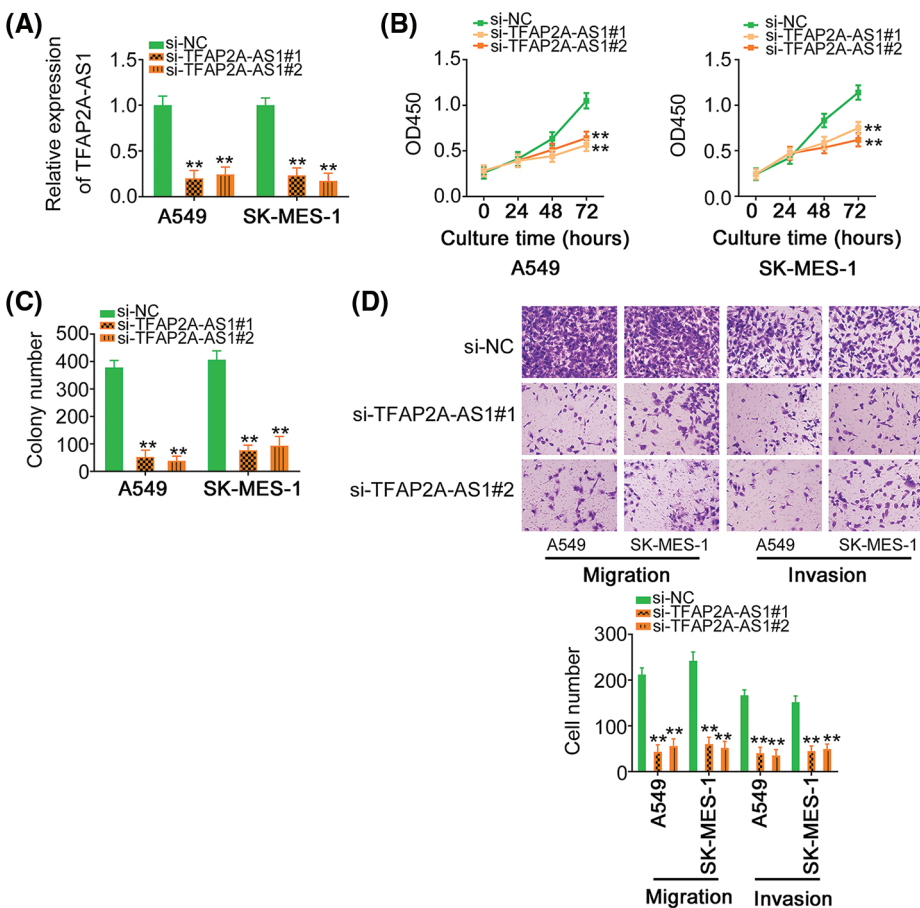 (A)
si-NC
si-TFAP2A-AS1#1
si-TFAP2A-AS1#2
Relative expression
of TFAP2A-AS1
1.5
1.0
0.5
0.0
** ** ** **
A549 SK-MES-1
(B)
si-NC
si-TFAP2A-AS1#1
si-TFAP2A-AS1#2
OD450
1.5
1.0
0.5
0.0
**
**
0 24 48 72
Culture time (hours)
A549
si-NC
si-TFAP2A-AS1#1
si-TFAP2A-AS1#2
OD450
1.5
1.0
0.5
0.0
**
**
0 24 48 72
Culture time (hours)
SK-MES-1
(C)
si-NC
si-TFAP2A-AS1#1
si-TFAP2A-AS1#2
Colony number
500
400
300
200
100
0
** ** ** **
A549 SK-MES-1
(D)
si-NC
si-TFAP2A-AS1#1
si-TFAP2A-AS1#2
A549 SK-MES-1 A549 SK-MES-1
Migration Invasion
si-NC
si-TFAP2A-AS1#1
si-TFAP2A-AS1#2
Cell number
300
200
100
0
** ** ** ** ** ** ** **
A549 SK-MES-1 A549 SK-MES-1
Migration Invasion